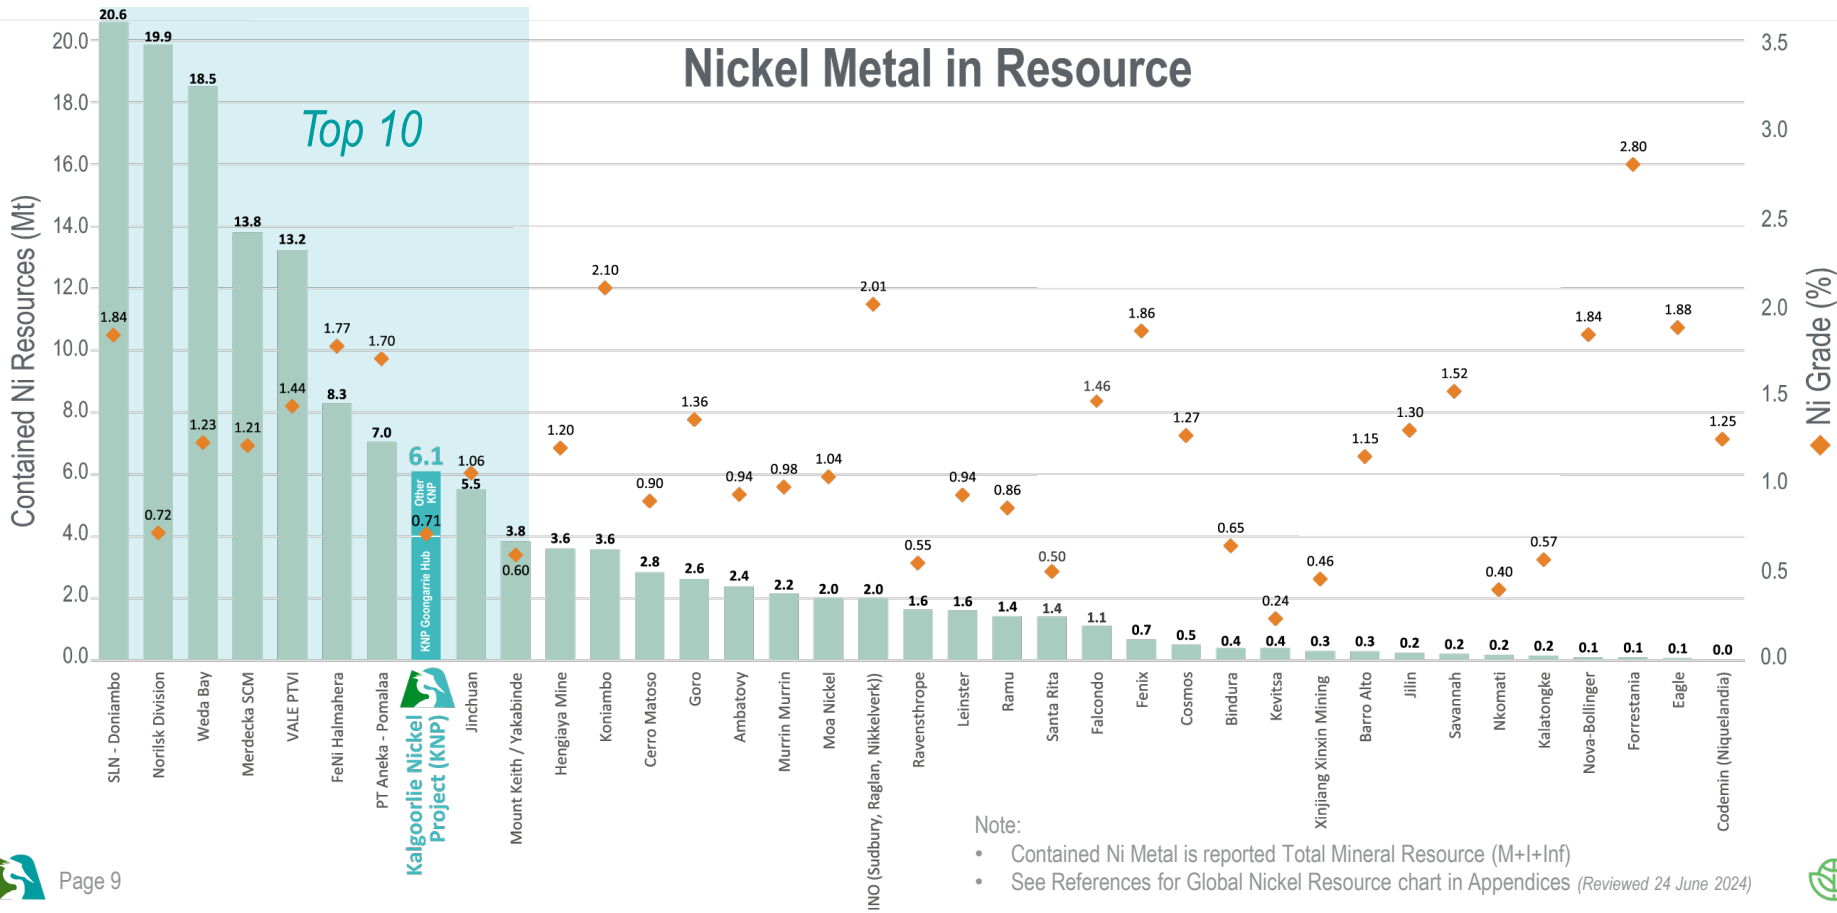 Nickel Metal in Resource
Top 10
Contained Ni Resources (Mt)
20.0
18.0
16.0
14.0
12.0
10.0
8.0
6.0
4.0
2.0
0.0
20.6
19.9
18.5
13.8
13.2
8.3
7.0
6.1
5.5
3.8
3.6
3.6
2.8
2.6
2.4
2.2
2.0
2.0
1.6
1.6
1.4
1.4
1.1
0.7
0.5
0.4
0.4
0.3
0.3
0.2
0.2
0.2
0.2
0.1
0.1
0.1
0.0
1.84
0.72
1.23
1.21
1.44
1.77
1.70
0.71
1.06
0.60
1.20
2.10
0.90
1.36
0.94
0.98
1.04
2.01
0.55
0.94
0.86
0.50
1.46
1.86
1.27
0.65
0.24
0.46
1.15
1.30
1.52
0.40
0.57
1.84
2.80
1.88
1.25
Other
KNP
KNP Goongarrie Hub
3.5
3.0
2.5
2.0
1.5
1.0
0.5
0.0
Ni Grade (%)
SLN - Doniambo
Norilsk Division
Weda Bay
Merdecka SCM
VALE PTVI
FeNi Halmahera
PT Aneka - Pomalaa
Kalgoorlie Nickel
Project (KNP)
Jinchuan
Mount Keith / Yakabinde
Hengiaya Mine
Koniambo
Cerro Matoso
Goro
Ambatovy
Murrin Murrin
Moa Nickel
INO (Sudbury, Raglan, Nikkelverk))
Ravensthrope
Leinster
Ramu
Santa Rita
Falcondo
Fenix
Cosmos
Bindura
Kevitsa
Xinjiang Xinxin Mining
Barro Alto
Jilin
Savannah
Nkomati
Kalatongke
Nova-Bollinger
Forrestania
Eagle
Codemin (Niquelandia)
Note:
• Contained Ni Metal is reported Total Mineral Resource (M+I+Inf)
• See References for Global Nickel Resource chart in Appendices (Reviewed 24 June 2024)
Page 9